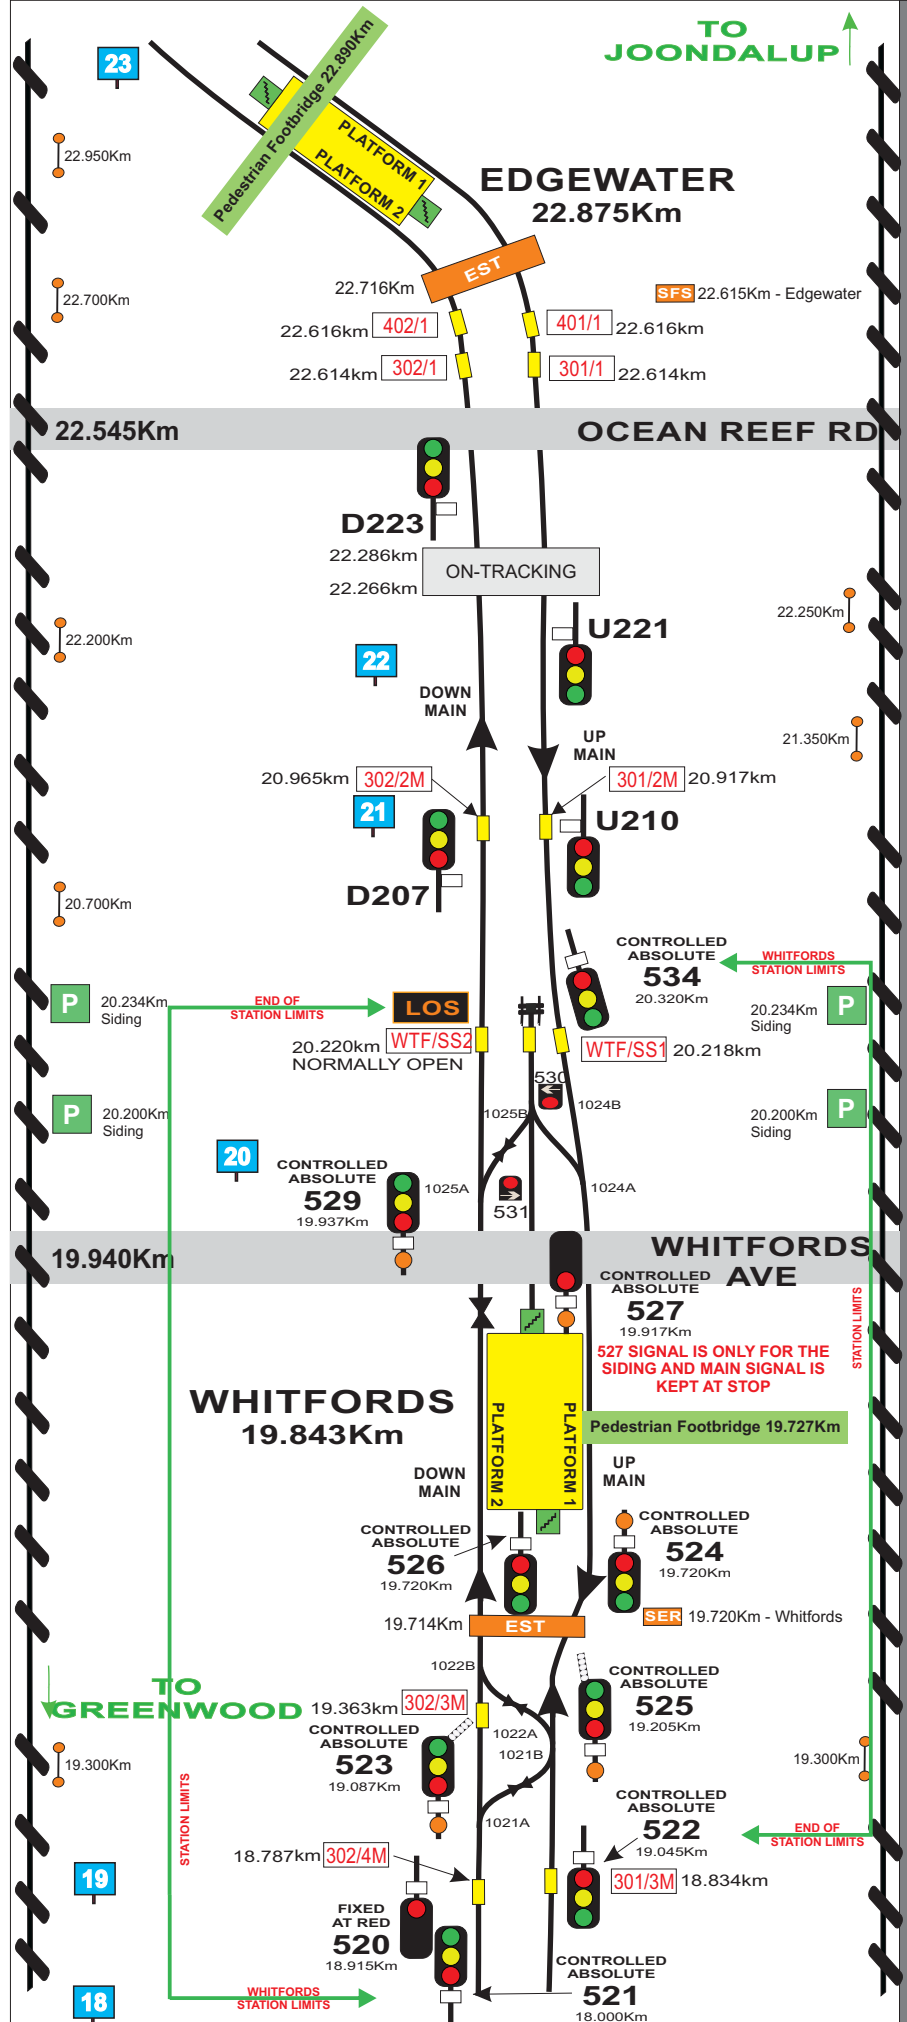 TO
JOONDALUP
23
Pedestrian Footbridge 22.890Km
PLATFORM 1
PLATFORM 2
22.950Km
EDGEWATER
22.875Km
EST
22.716Km
22.700Km
SFS 22.615Km - Edgewater
22.616km 402/1
401/1 22.616km
22.614km 302/1
301/1 22.614km
22.545Km
OCEAN REEF RD
D223
22.286km
22.266km
ON-TRACKING
22.250Km
22.200Km
U221
22
DOWN
MAIN
UP
MAIN
21.350Km
20.965km 302/2M
301/2M 20.917km
21
U210
D207
20.700Km
CONTROLLED
ABSOLUTE
534
20.320Km
WHITFORDS
STATION LIMITS
P
20.234Km
Siding
END OF
STATION LIMITS
LOS
20.234Km
Siding
P
20.220km WTF/SS2
NORMALLY OPEN
WTF/SS1 20.218km
530
1025B
1024B
P
20.200Km
Siding
20.200Km
Siding
P
20
CONTROLLED
ABSOLUTE
529
19.937Km
1025A
1024A
531
19.940Km
WHITFORDS
AVE
CONTROLLED
ABSOLUTE
527
19.917Km
527 SIGNAL IS ONLY FOR THE
SIDING AND MAIN SIGNAL IS
KEPT AT STOP
STATION LIMITS
WHITFORDS
19.843Km
PLATFORM 2
PLATFORM 1
Pedestrian Footbridge 19.727Km
DOWN
MAIN
UP
MAIN
CONTROLLED
ABSOLUTE
526
19.720Km
CONTROLLED
ABSOLUTE
524
19.720Km
19.714Km
EST
SER 19.720Km - Whitfords
1022B
TO
GREENWOOD
19.363km 302/3M
CONTROLLED
ABSOLUTE
525
19.205Km
1022A
1021B
CONTROLLED
ABSOLUTE
523
19.087Km
19.300Km
19.300Km
STATION LIMITS
1021A
CONTROLLED
ABSOLUTE
522
19.045Km
END OF
STATION LIMITS
18.787km 302/4M
301/3M 18.834km
19
FIXED
AT RED
520
18.915Km
CONTROLLED
ABSOLUTE
521
18.000Km
WHITFORDS
STATION LIMITS
18